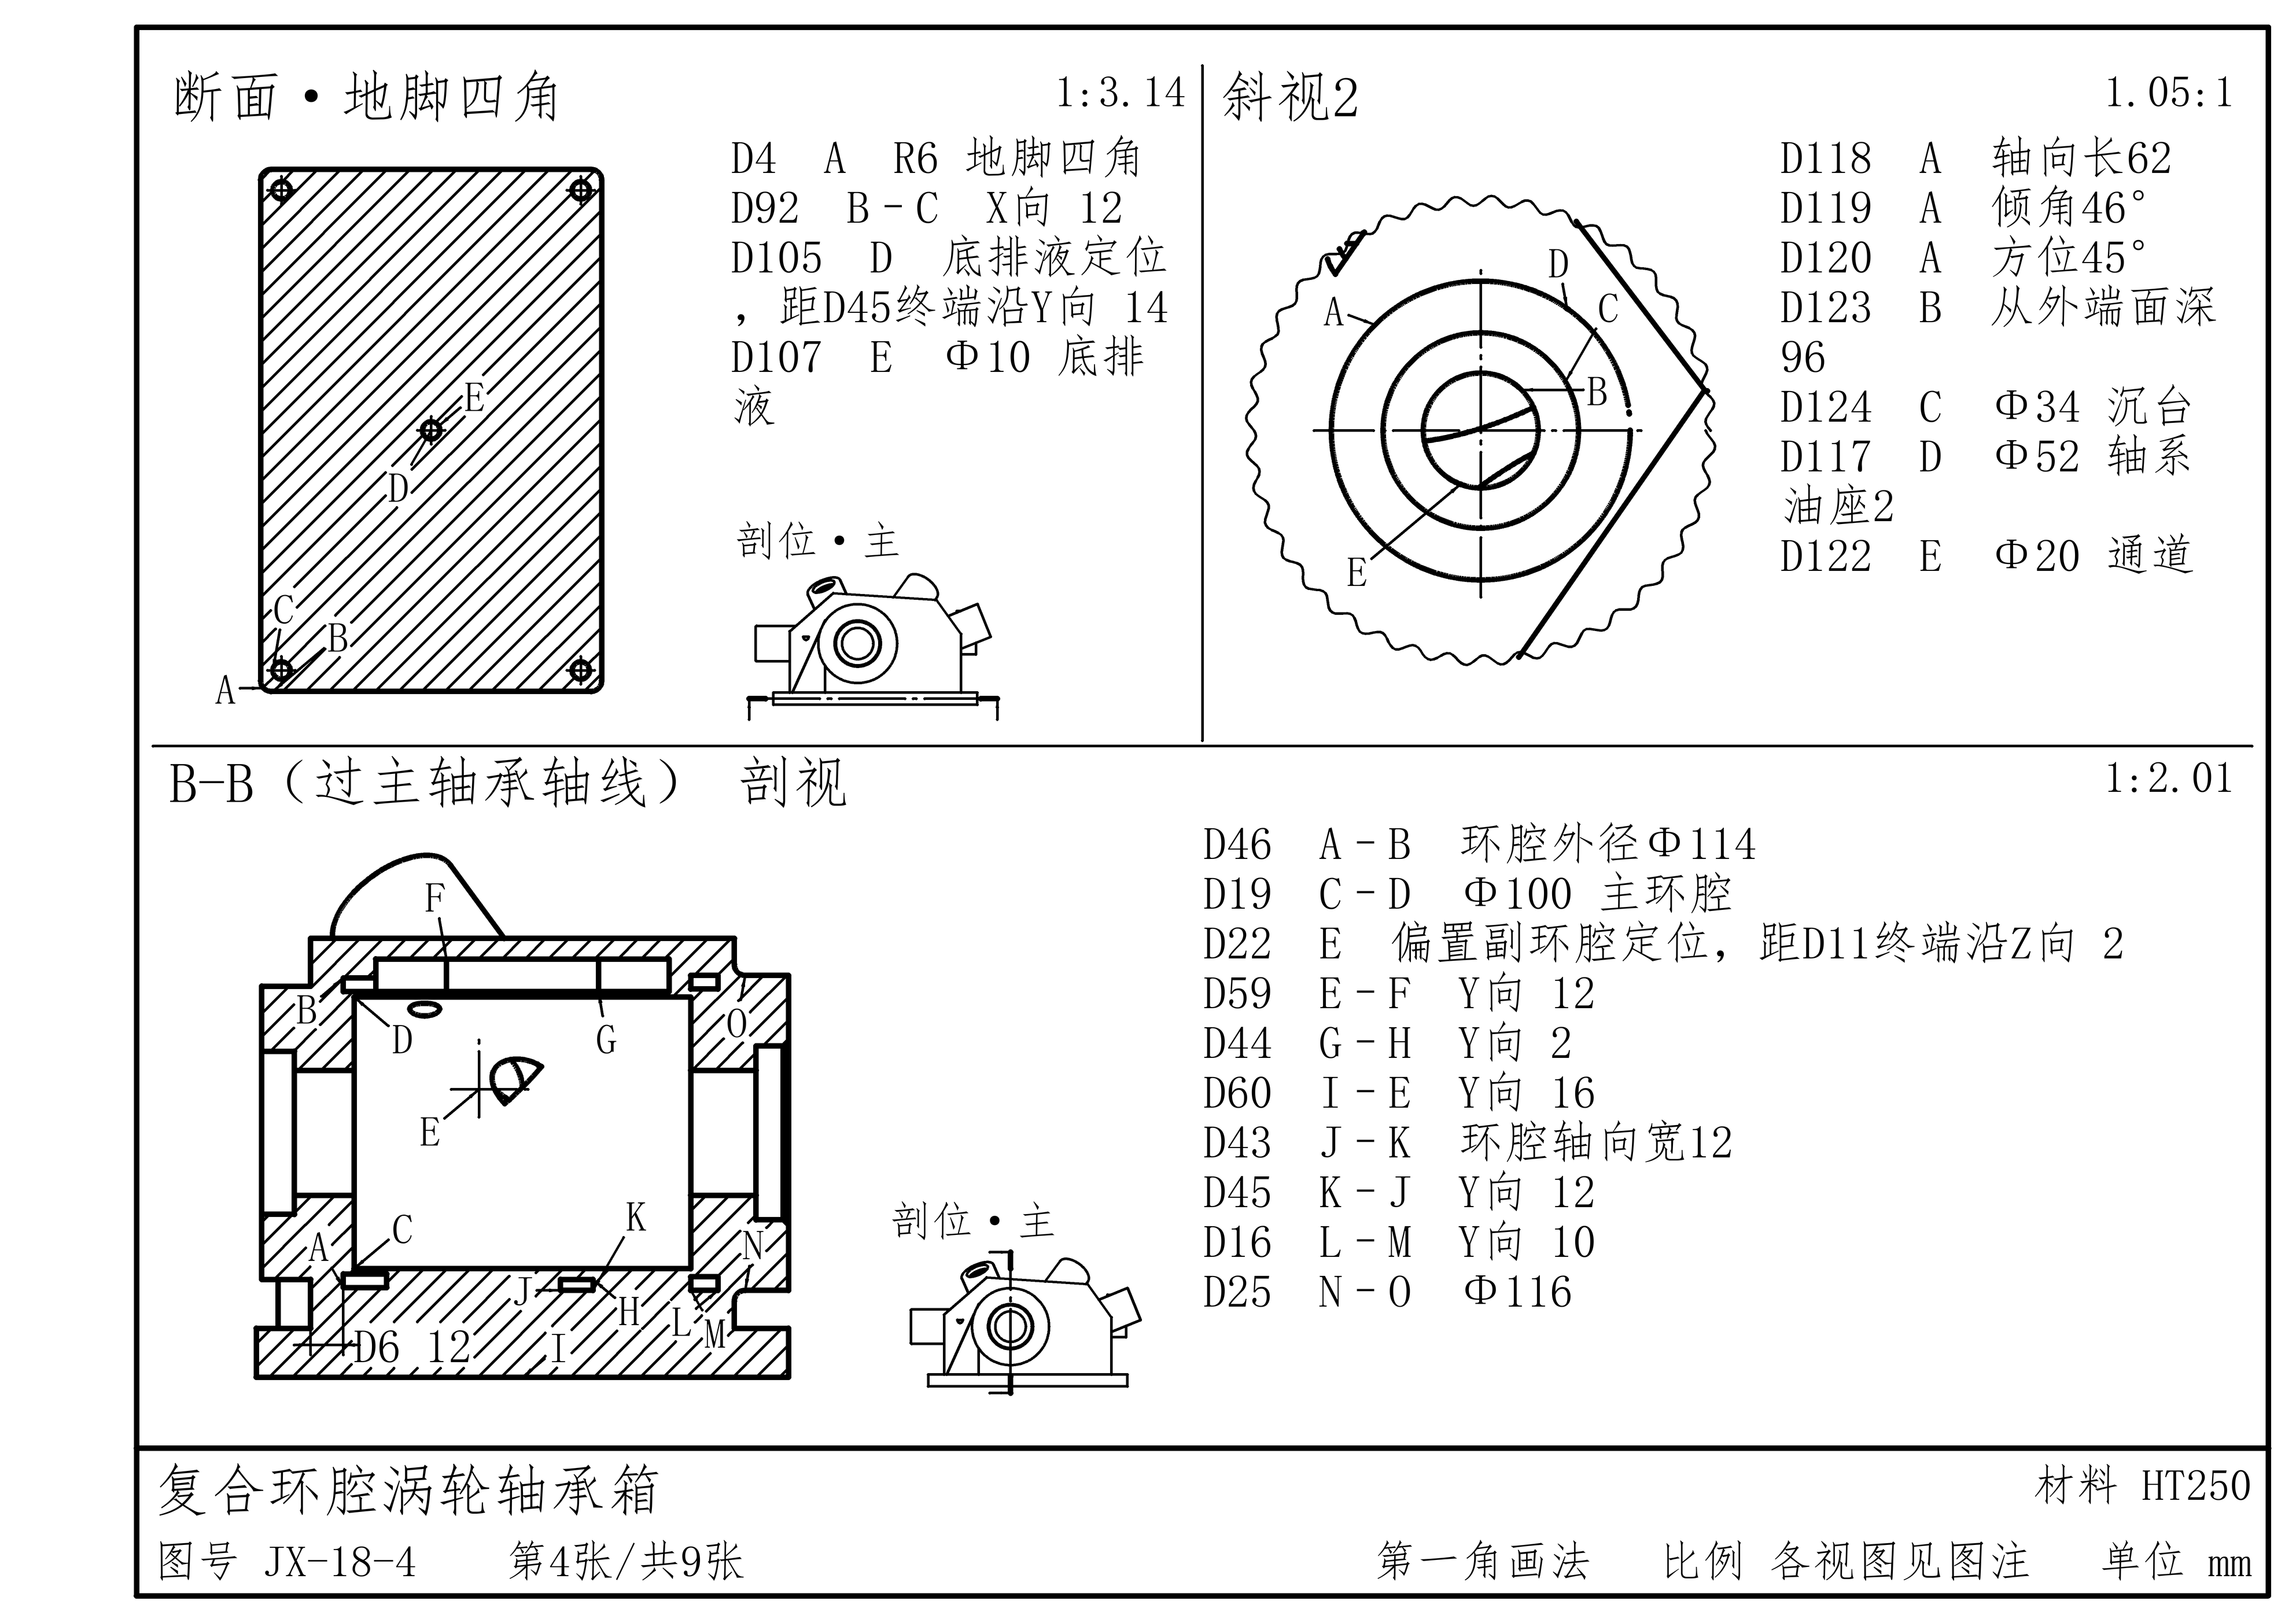 断面·地脚四角 1:3.14
D4 A R6 地脚四角
D92 B-C X向 12
D105 D 底排液定位
，距D45终端沿Y向 14
D107 E Φ10 底排
液
E
D
C
B
A
剖位·主
斜视2 1.05:1
D118 A 轴向长62
D119 A 倾角46°
D120 A 方位45°
D123 B 从外端面深
96
D124 C Φ34 沉台
D117 D Φ52 轴系
油座2
D122 E Φ20 通道
D
A
C
B
E
B-B（过主轴承轴线） 剖视 1:2.01
D46 A-B 环腔外径Φ114
D19 C-D Φ100 主环腔
D22 E 偏置副环腔定位，距D11终端沿Z向 2
D59 E-F Y向 12
D44 G-H Y向 2
D60 I-E Y向 16
D43 J-K 环腔轴向宽12
D45 K-J Y向 12
D16 L-M Y向 10
D25 N-O Φ116
F
B
D
G
O
E
A
C
K
N
J
H
L
M
D6 12
I
剖位·主
复合环腔涡轮轴承箱 材料 HT250
图号 JX-18-4 第4张/共9张 第一角画法 比例 各视图见图注 单位 mm